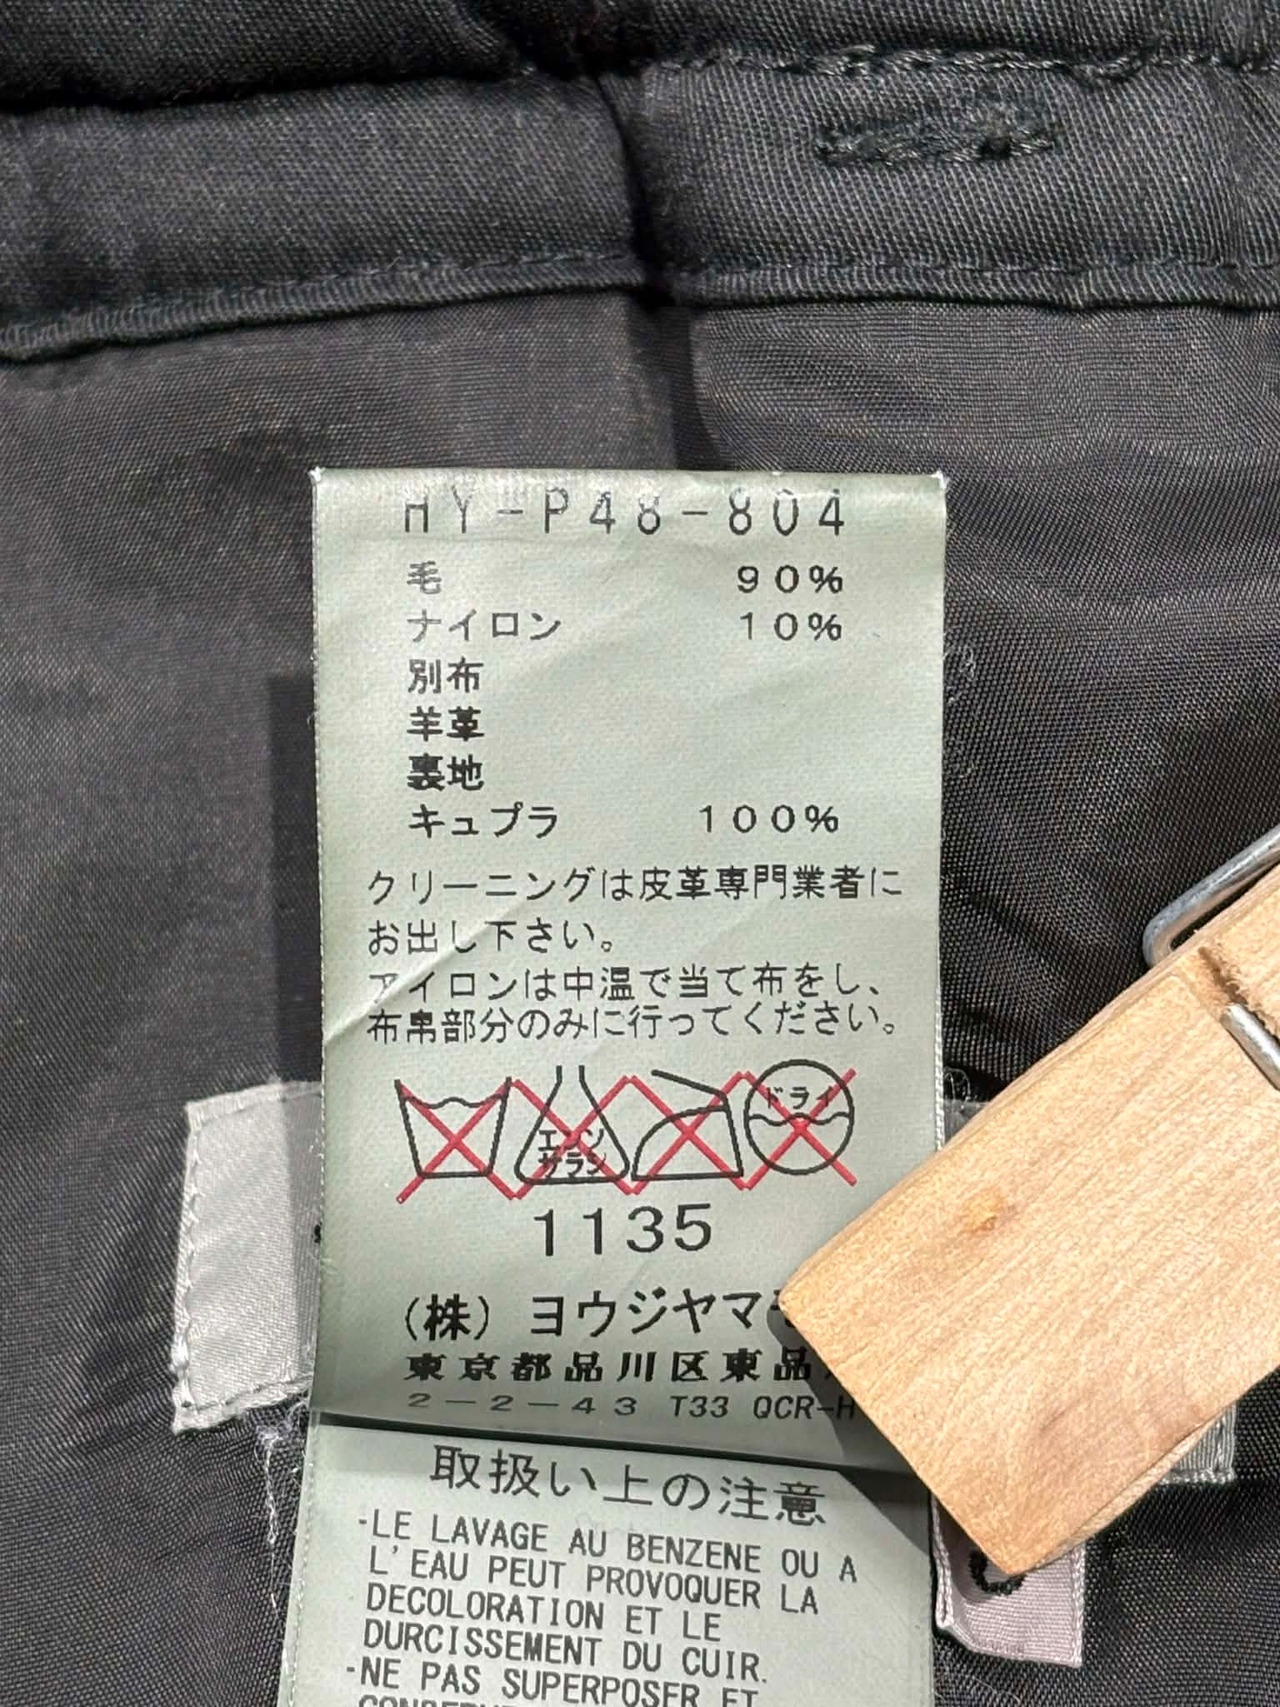 HY-P48-804
毛 90%
ナイロン 10%
別布
羊革
裏地
キュプラ 100%
クリーニングは皮革専門業者に
お出し下さい。
アイロンは中温で当て布をし、
布帛部分のみに行ってください。
エンソ
サラシ
ドライ
1135
(株) ヨウジヤマ
東京都品川区東品
2-2-43 T33 QCR-H
取扱い上の注意
-LE LAVAGE AU BENZENE OU A
L'EAU PEUT PROVOQUER LA
DECOLORATION ET LE
DURCISSEMENT DU CUIR.
-NE PAS SUPERPOSER ET